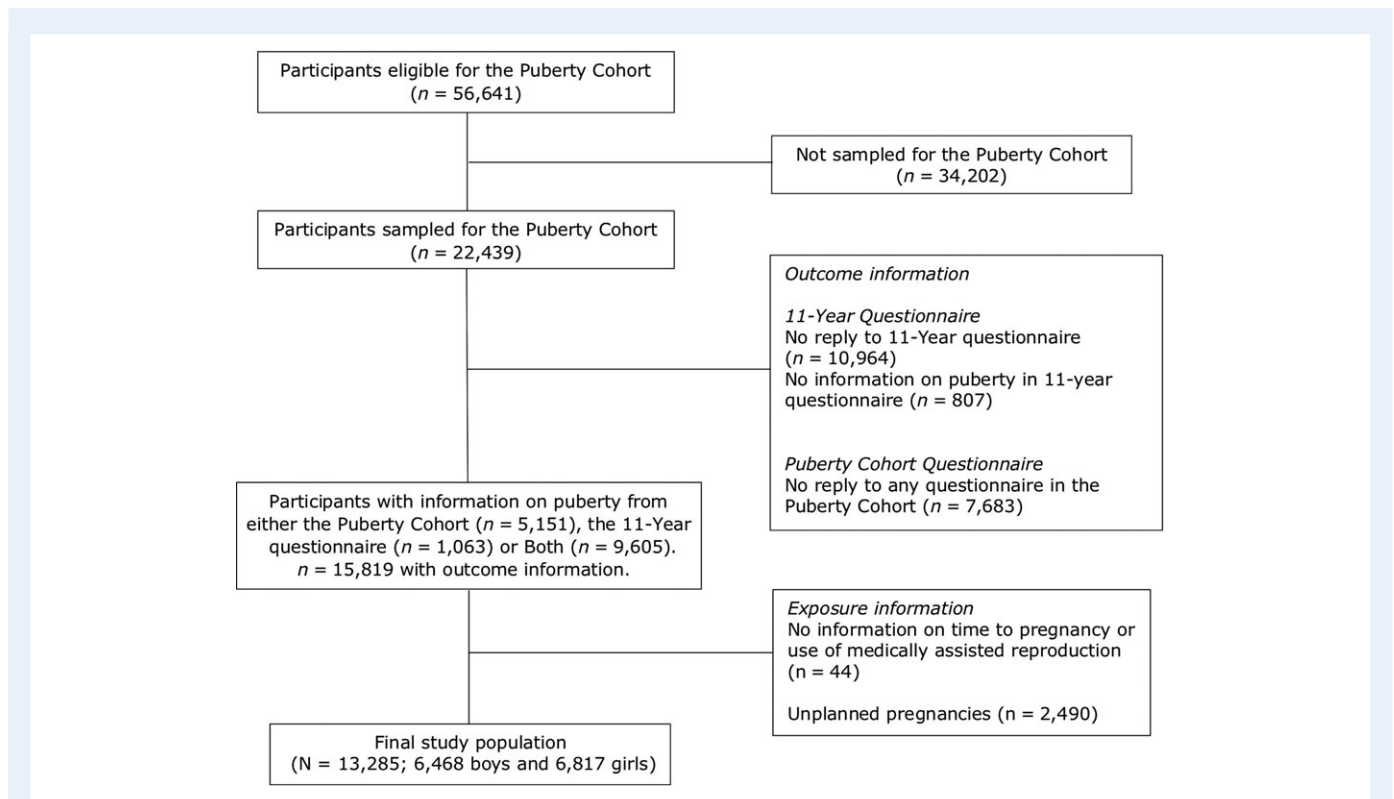 Participants eligible for the Puberty Cohort
(n = 56,641)
Not sampled for the Puberty Cohort
(n = 34,202)
Participants sampled for the Puberty Cohort
(n = 22,439)
Outcome information
11-Year Questionnaire
No reply to 11-Year questionnaire
(n = 10,964)
No information on puberty in 11-year
questionnaire (n = 807)
Puberty Cohort Questionnaire
No reply to any questionnaire in the
Puberty Cohort (n = 7,683)
Participants with information on puberty from
either the Puberty Cohort (n = 5,151), the 11-Year
questionnaire (n = 1,063) or Both (n = 9,605).
n = 15,819 with outcome information.
Exposure information
No information on time to pregnancy or
use of medically assisted reproduction
(n = 44)
Unplanned pregnancies (n = 2,490)
Final study population
(N = 13,285; 6,468 boys and 6,817 girls)